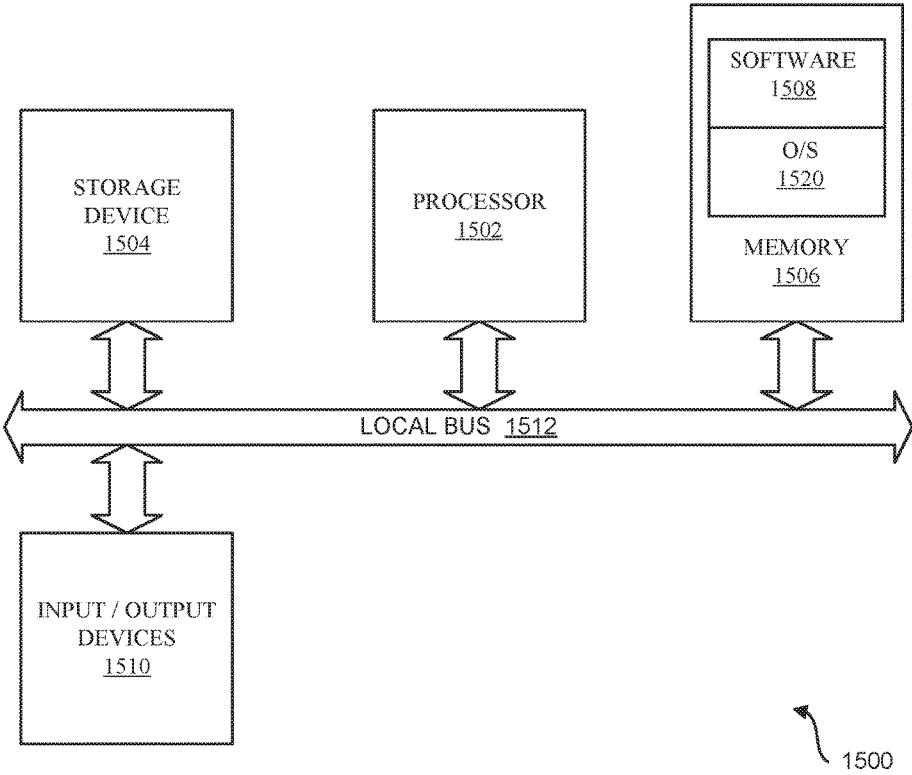 SOFTWARE
1508
O/S
1520
MEMORY
1506
STORAGE
DEVICE
1504
PROCESSOR
1502
LOCAL BUS 1512
INPUT / OUTPUT
DEVICES
1510
1500